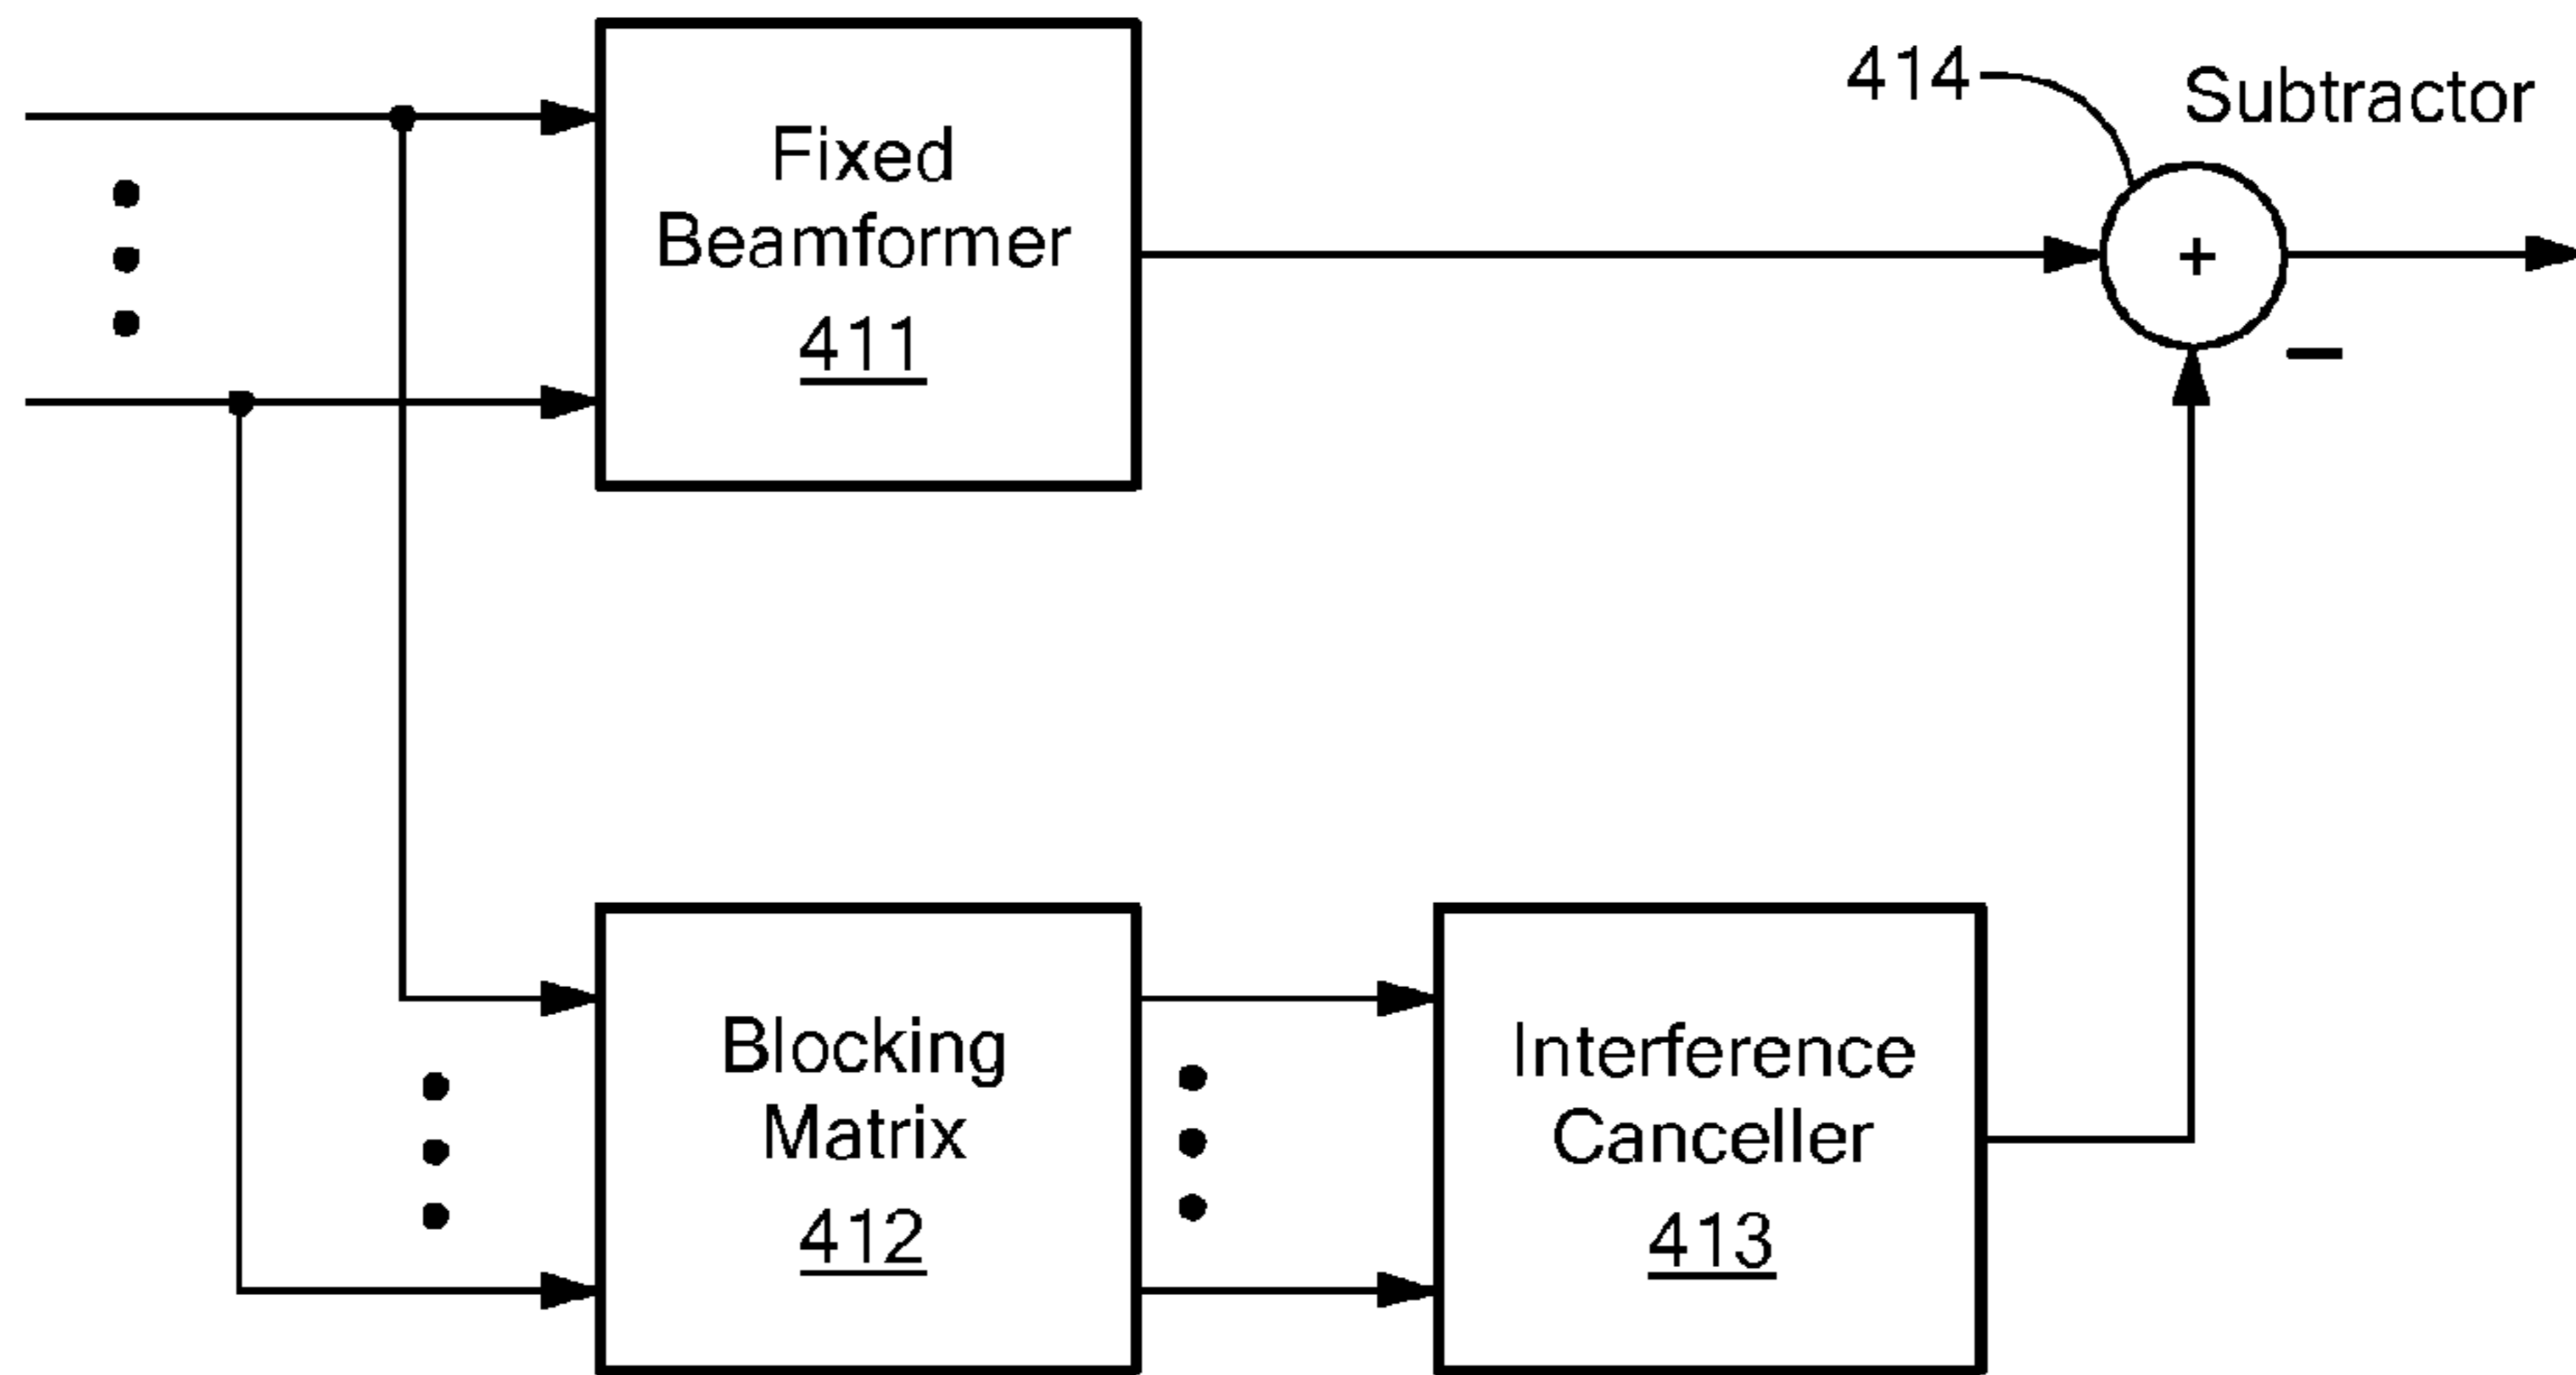 414
Subtractor
Fixed
Beamformer
411
+
−
Blocking
Matrix
412
Interference
Canceller
413